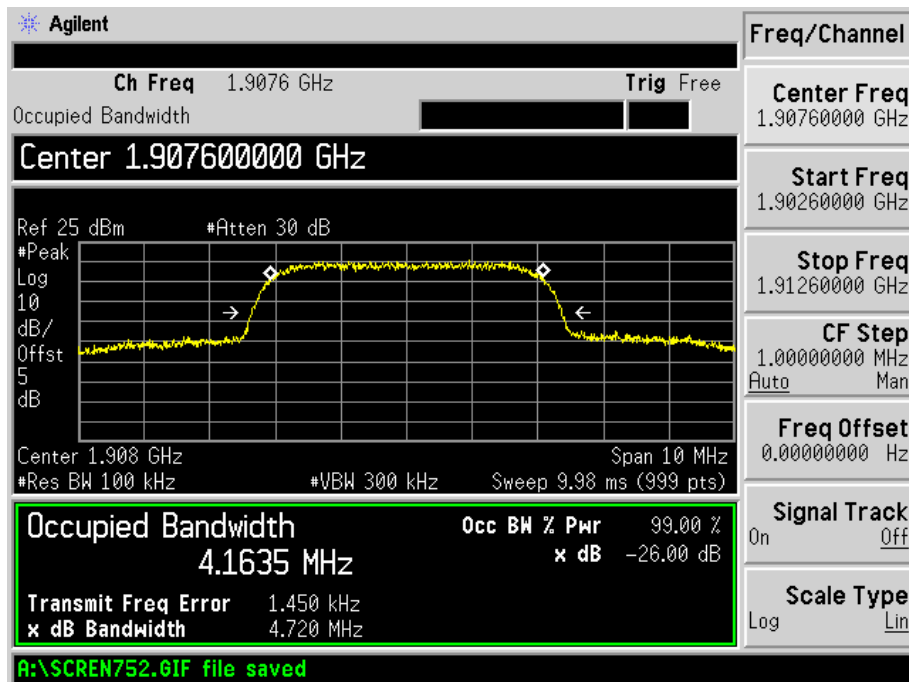 Agilent
Freq/Channel
Ch Freq 1.9076 GHz Trig Free
Occupied Bandwidth
Center 1.907600000 GHz
Ref 25 dBm #Atten 30 dB
#Peak
Log
10
dB/
Offst
5
dB
Center 1.908 GHz Span 10 MHz
#Res BW 100 kHz #VBW 300 kHz Sweep 9.98 ms (999 pts)
Occupied Bandwidth Occ BW % Pwr 99.00 %
4.1635 MHz x dB -26.00 dB
Transmit Freq Error 1.450 kHz
x dB Bandwidth 4.720 MHz
A:\SCREN752.GIF file saved
Center Freq
1.90760000 GHz
Start Freq
1.90260000 GHz
Stop Freq
1.91260000 GHz
CF Step
1.00000000 MHz
Auto Man
Freq Offset
0.00000000 Hz
Signal Track
On Off
Scale Type
Log Lin